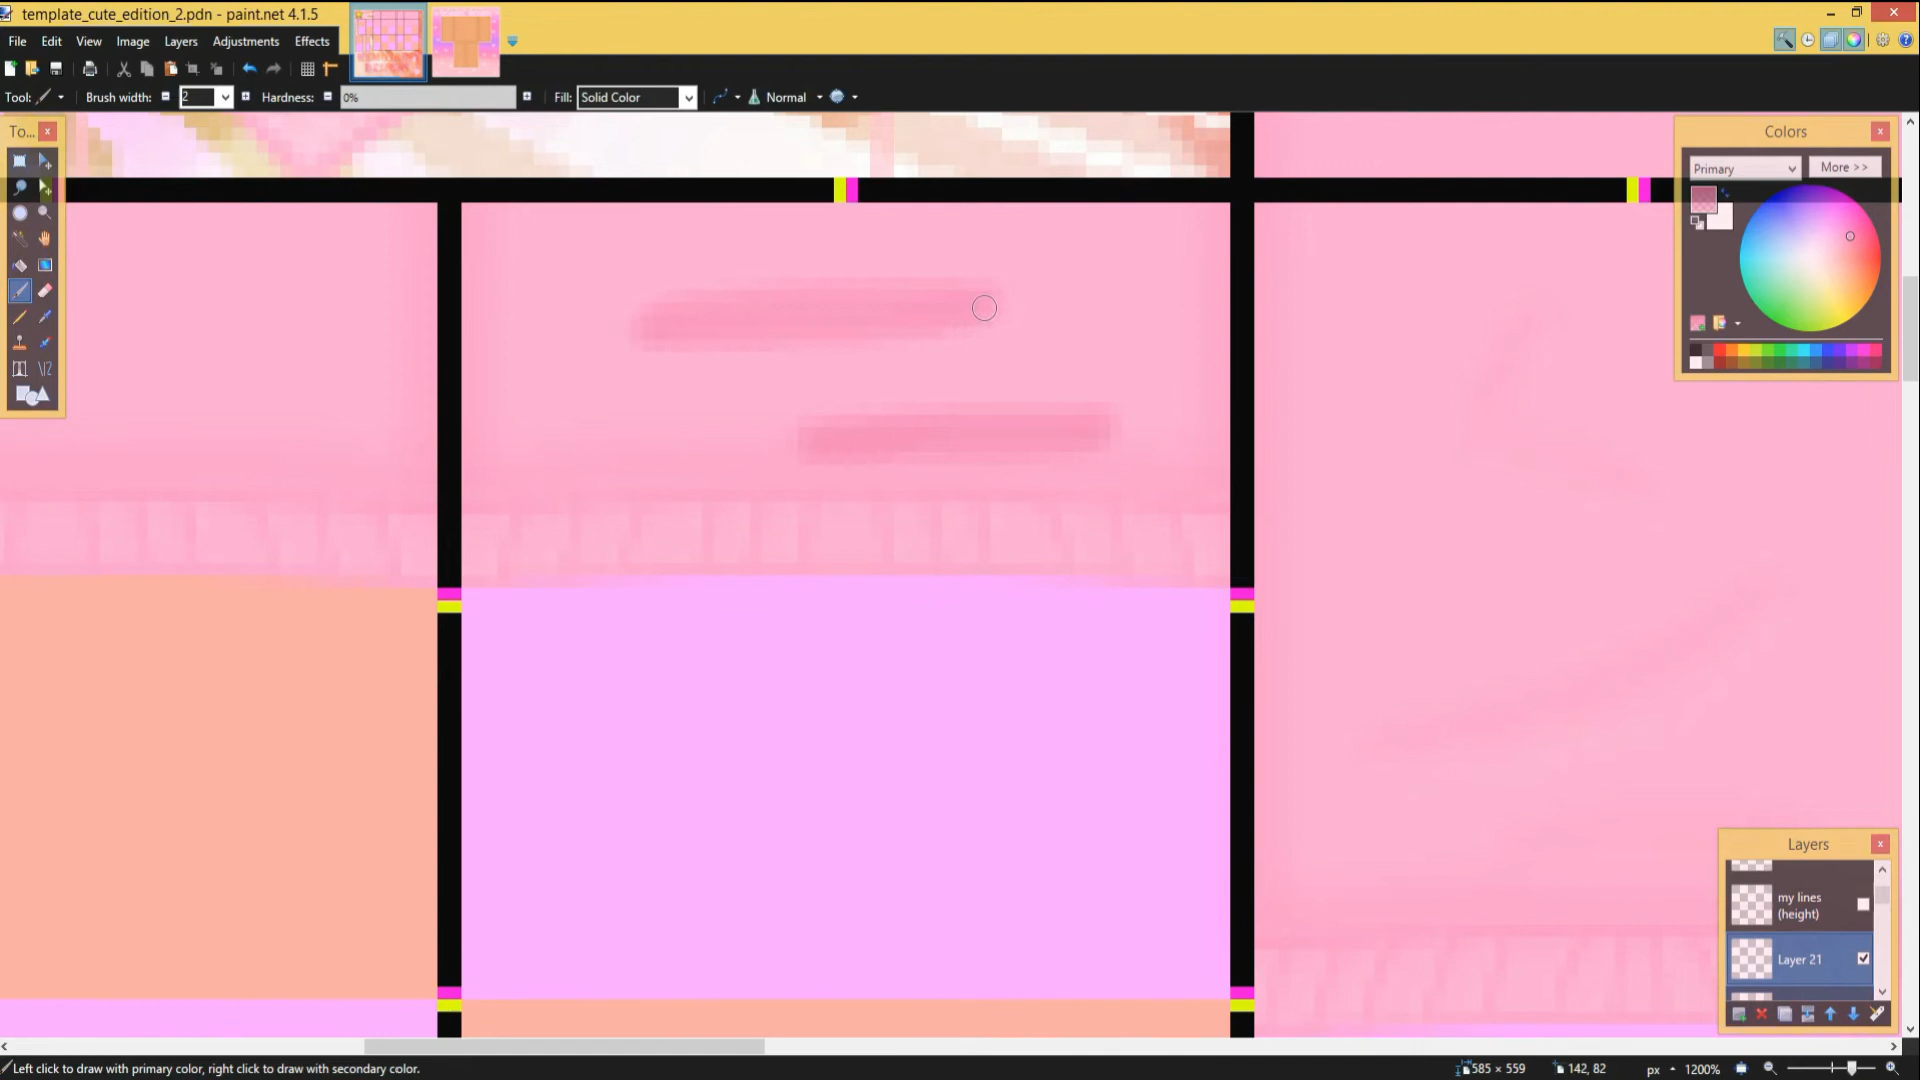 template_cute_edition_2.pdn - paint.net 4.1.5
File Edit View Image Layers Adjustments Effects
Tool: Brush width: 2 Hardness: 0% Fill: Solid Color Normal
To...
Colors
Primary More >>
Layers
my lines
(height)
Layer 21
Left click to draw with primary color, right click to draw with secondary color. 585 × 559 142, 82 px 1200%